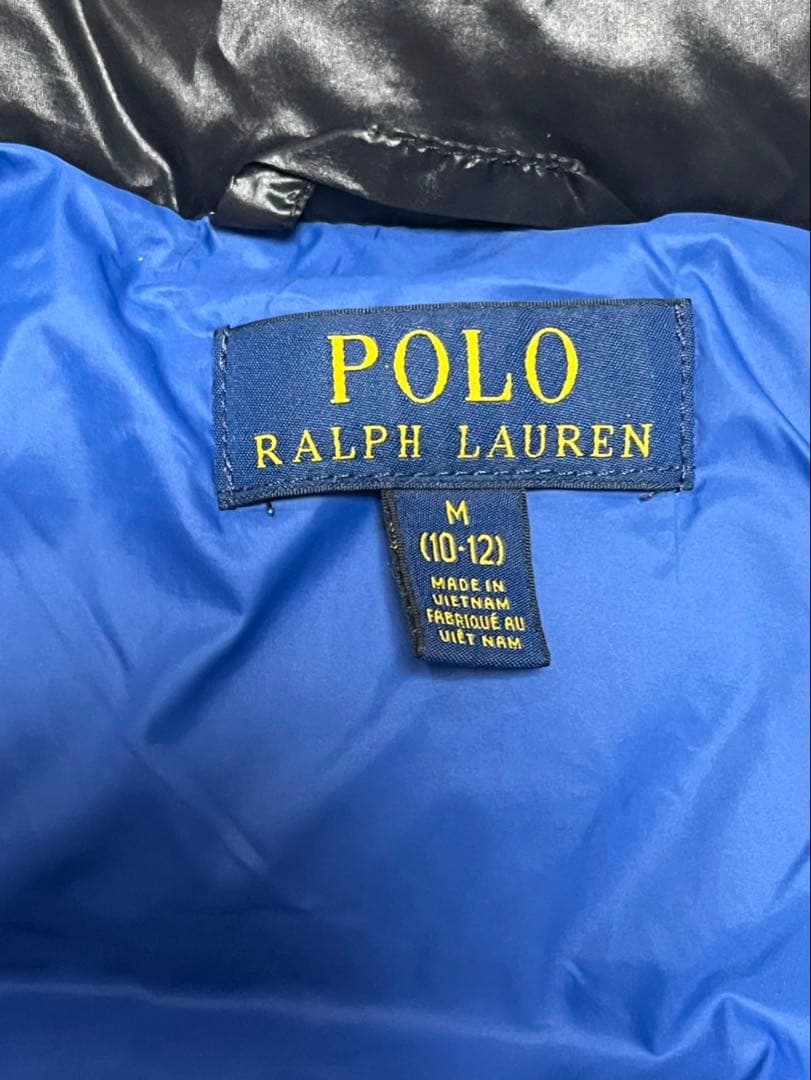 POLO
RALPH LAUREN
M
(10-12)
MADE IN
VIETNAM
FABRIQUÉ AU
VIÊT NAM